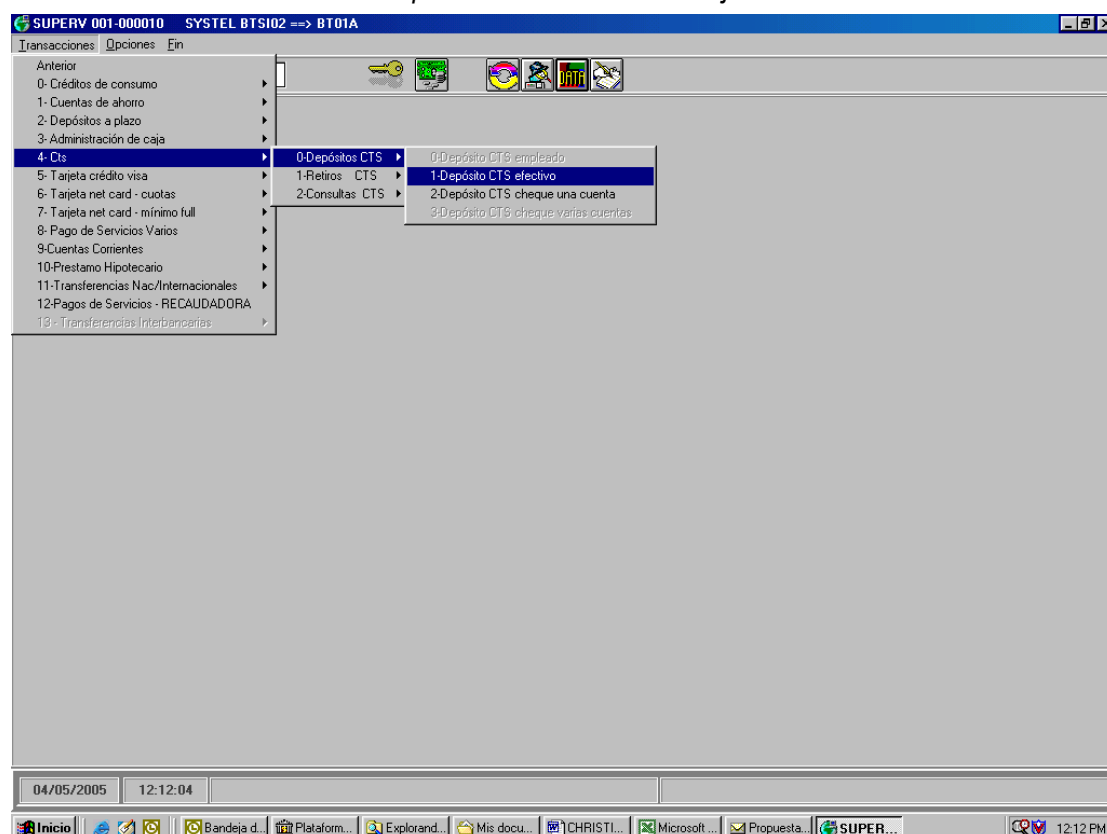 SUPERV 001-000010 SYSTEL BTSI02 ==> BT01A
Transacciones Opciones Fin
Anterior
0- Créditos de consumo
1- Cuentas de ahorro
2- Depósitos a plazo
3- Administración de caja
4- Cts
5- Tarjeta crédito visa
6- Tarjeta net card - cuotas
7- Tarjeta net card - mínimo full
8- Pago de Servicios Varios
9-Cuentas Corrientes
10-Prestamo Hipotecario
11-Transferencias Nac/Internacionales
12-Pagos de Servicios - RECAUDADORA
13 - Transferencias Interbancarias
0-Depósitos CTS
1-Retiros CTS
2-Consultas CTS
0-Depósito CTS empleado
1-Depósito CTS efectivo
2-Depósito CTS cheque una cuenta
3-Depósito CTS cheque varias cuentas
DATA
04/05/2005 12:12:04
Inicio Bandeja d... Plataform... Explorand... Mis docu... CHRISTI... Microsoft ... Propuesta... SUPER... 12:12 PM